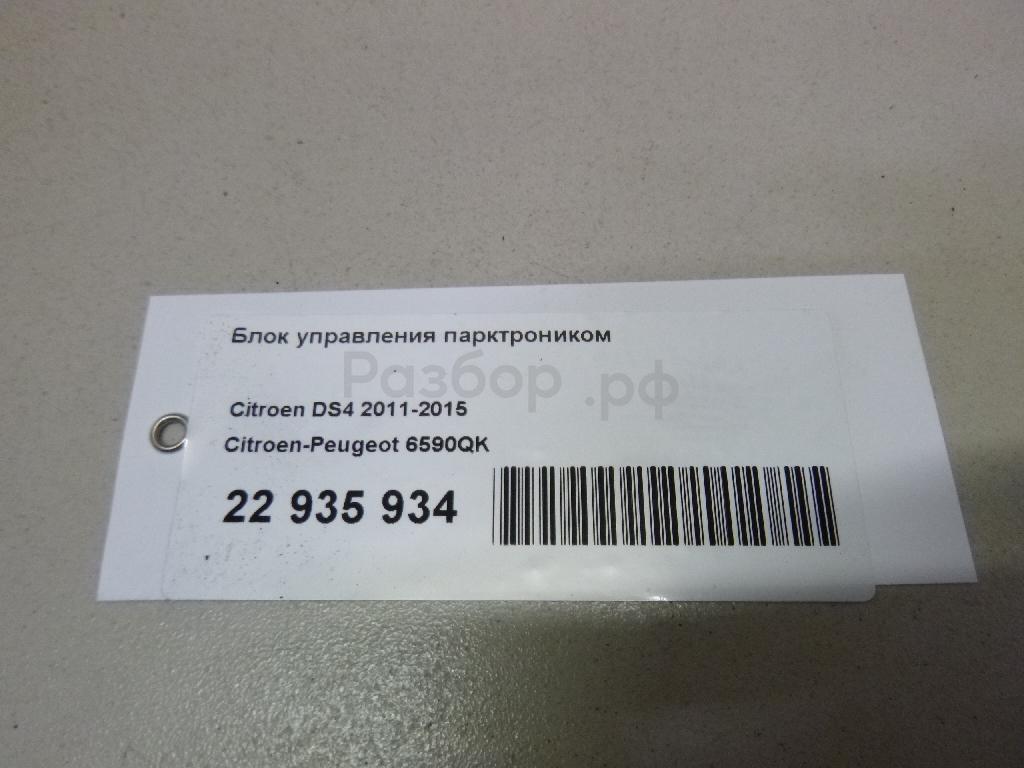 Блок управления парктроником
Разбор.рф
Citroen DS4 2011-2015
Citroen-Peugeot 6590QK
22 935 934